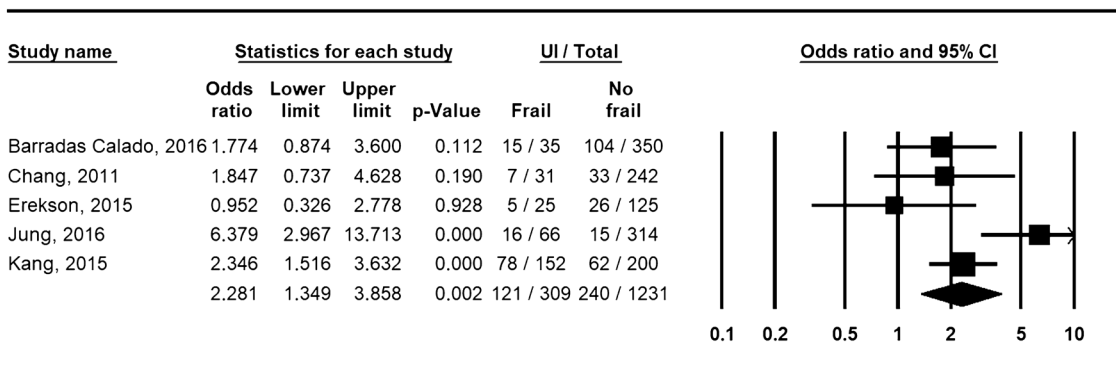 Study name Statistics for each study UI / Total Odds ratio and 95% CI
Odds Lower Upper No
ratio limit limit p-Value Frail frail
Barradas Calado, 2016 1.774 0.874 3.600 0.112 15 / 35 104 / 350
Chang, 2011 1.847 0.737 4.628 0.190 7 / 31 33 / 242
Erekson, 2015 0.952 0.326 2.778 0.928 5 / 25 26 / 125
Jung, 2016 6.379 2.967 13.713 0.000 16 / 66 15 / 314
Kang, 2015 2.346 1.516 3.632 0.000 78 / 152 62 / 200
2.281 1.349 3.858 0.002 121 / 309 240 / 1231
0.1 0.2 0.5 1 2 5 10